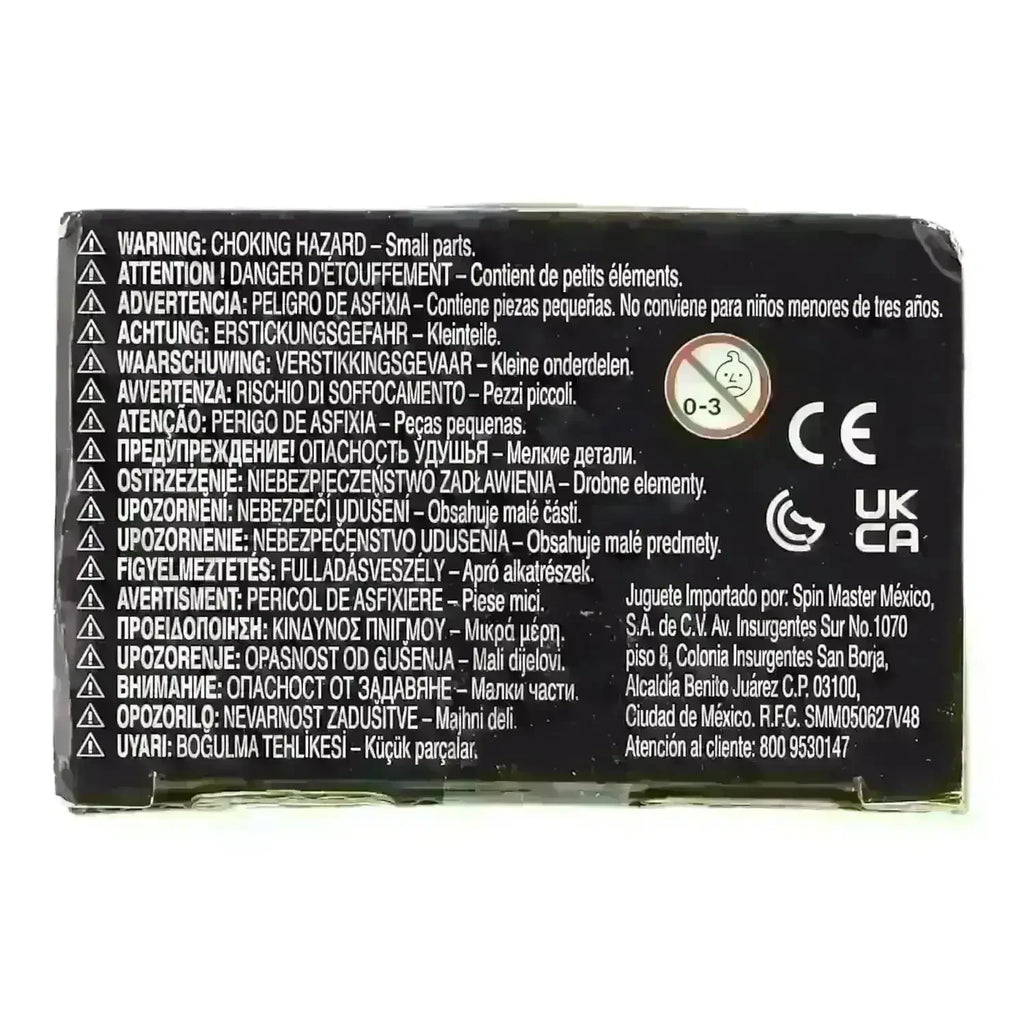 WARNING: CHOKING HAZARD – Small parts.
ATTENTION ! DANGER D'ÉTOUFFEMENT – Contient de petits éléments.
ADVERTENCIA: PELIGRO DE ASFIXIA – Contiene piezas pequeñas. No conviene para niños menores de tres años.
ACHTUNG: ERSTICKUNGSGEFAHR – Kleinteile.
WAARSCHUWING: VERSTIKKINGSGEVAAR – Kleine onderdelen.
AVVERTENZA: RISCHIO DI SOFFOCAMENTO – Pezzi piccoli.
ATENÇÃO: PERIGO DE ASFIXIA – Peças pequenas.
ПРЕДУПРЕЖДЕНИЕ! ОПАСНОСТЬ УДУШЬЯ – Мелкие детали.
OSTRZEŻENIE: NIEBEZPIECZEŃSTWO ZADŁAWIENIA – Drobne elementy.
UPOZORNĚNÍ: NEBEZPEČÍ UDUŠENÍ – Obsahuje malé části.
UPOZORNENIE: NEBEZPEČENSTVO UDUSENIA – Obsahuje malé predmety.
FIGYELMEZTETÉS: FULLADÁSVESZÉLY – Apró alkatrészek.
AVERTISMENT: PERICOL DE ASFIXIERE – Piese mici.
ΠΡΟΕΙΔΟΠΟΙΗΣΗ: ΚΙΝΔΥΝΟΣ ΠΝΙΓΜΟΥ – Μικρά μέρη.
UPOZORENJE: OPASNOST OD GUŠENJA – Mali dijelovi.
ВНИМАНИЕ: ОПАСНОСТ ОТ ЗАДАВЯНЕ – Малки части.
OPOZORILO: NEVARNOST ZADUŠITVE – Majhni deli.
UYARI: BOĞULMA TEHLİKESİ – Küçük parçalar.
0-3
CE
UK
CA
Juguete Importado por: Spin Master México,
S.A. de C.V. Av. Insurgentes Sur No.1070
piso 8, Colonia Insurgentes San Borja,
Alcaldía Benito Juárez C.P. 03100,
Ciudad de México. R.F.C. SMM050627V48
Atención al cliente: 800 9530147